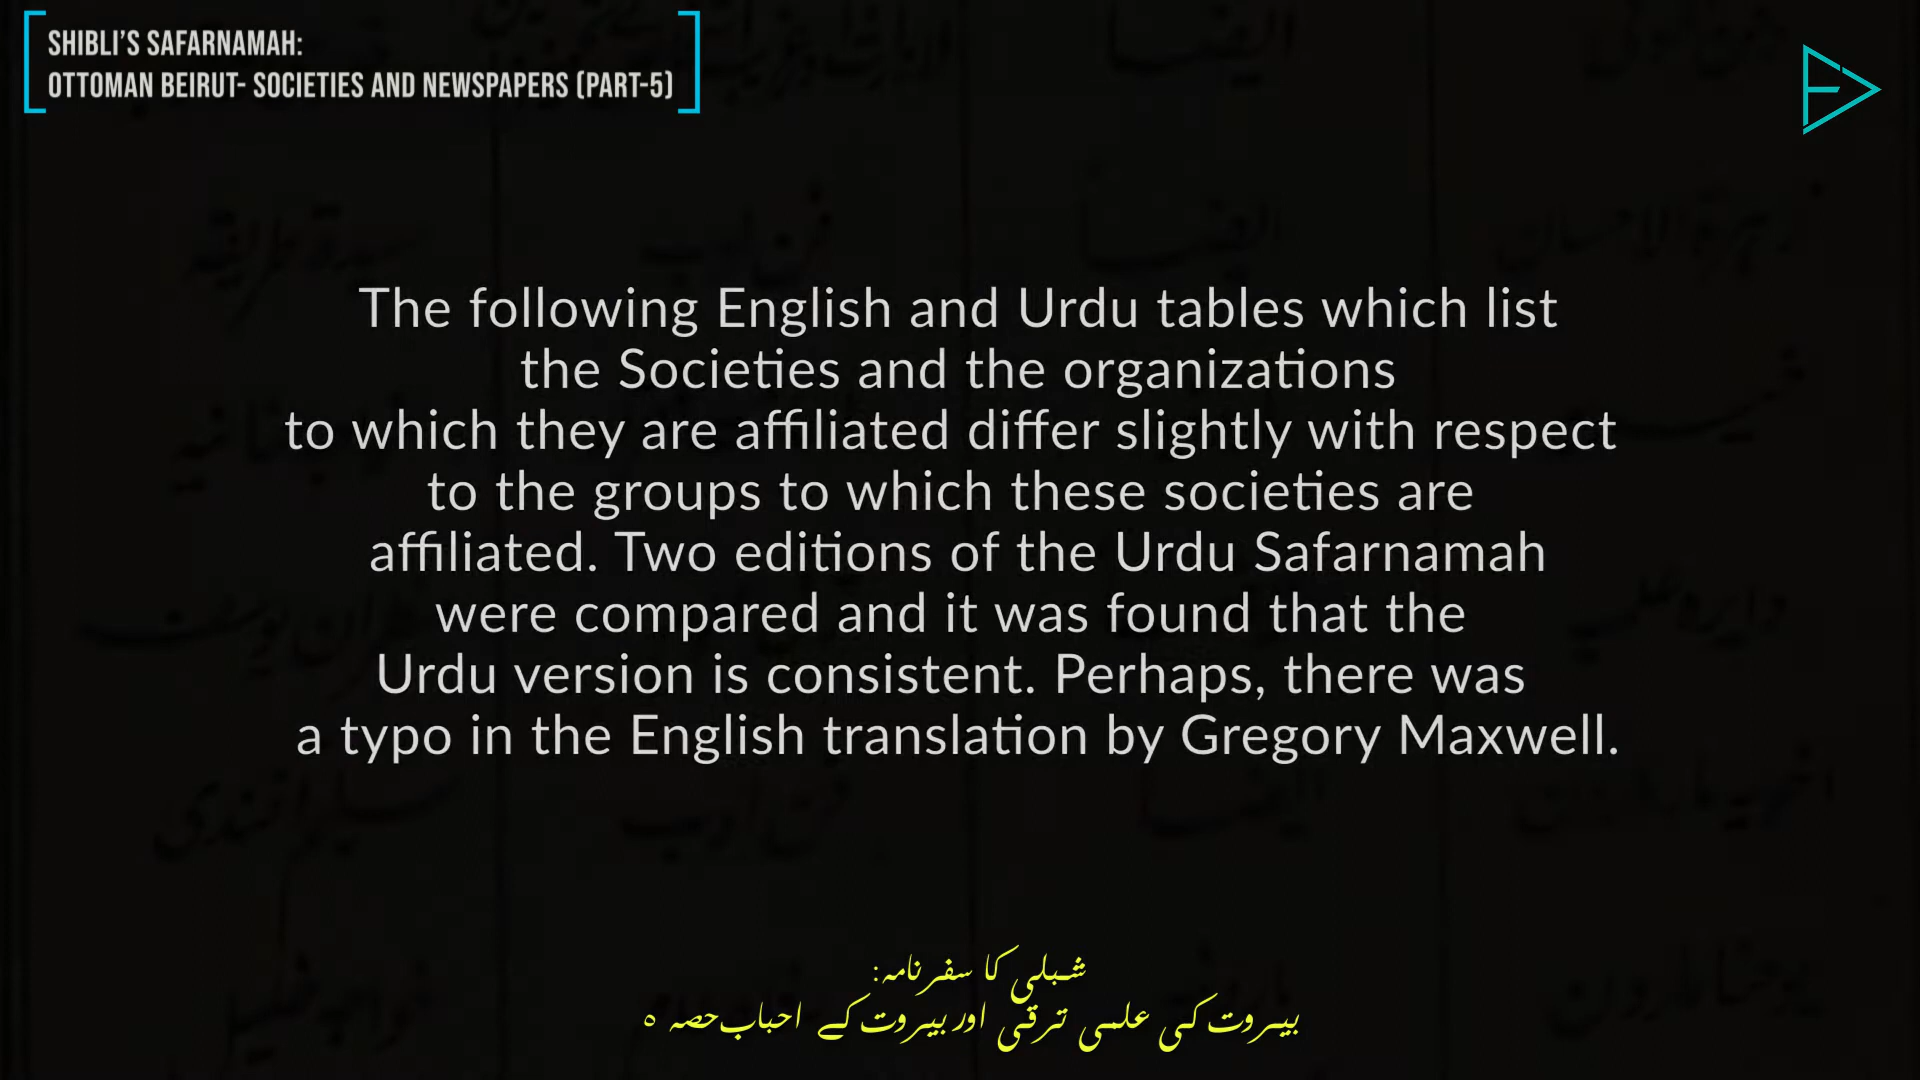 SHIBLI'S SAFARNAMAH:
OTTOMAN BEIRUT- SOCIETIES AND NEWSPAPERS (PART-5)
The following English and Urdu tables which list
the Societies and the organizations
to which they are affiliated differ slightly with respect
to the groups to which these societies are
affiliated. Two editions of the Urdu Safarnamah
were compared and it was found that the
Urdu version is consistent. Perhaps, there was
a typo in the English translation by Gregory Maxwell.
شبلی کا سفرنامہ:
بیروت کی علمی ترقی اور بیروت کے احباب حصہ ۵